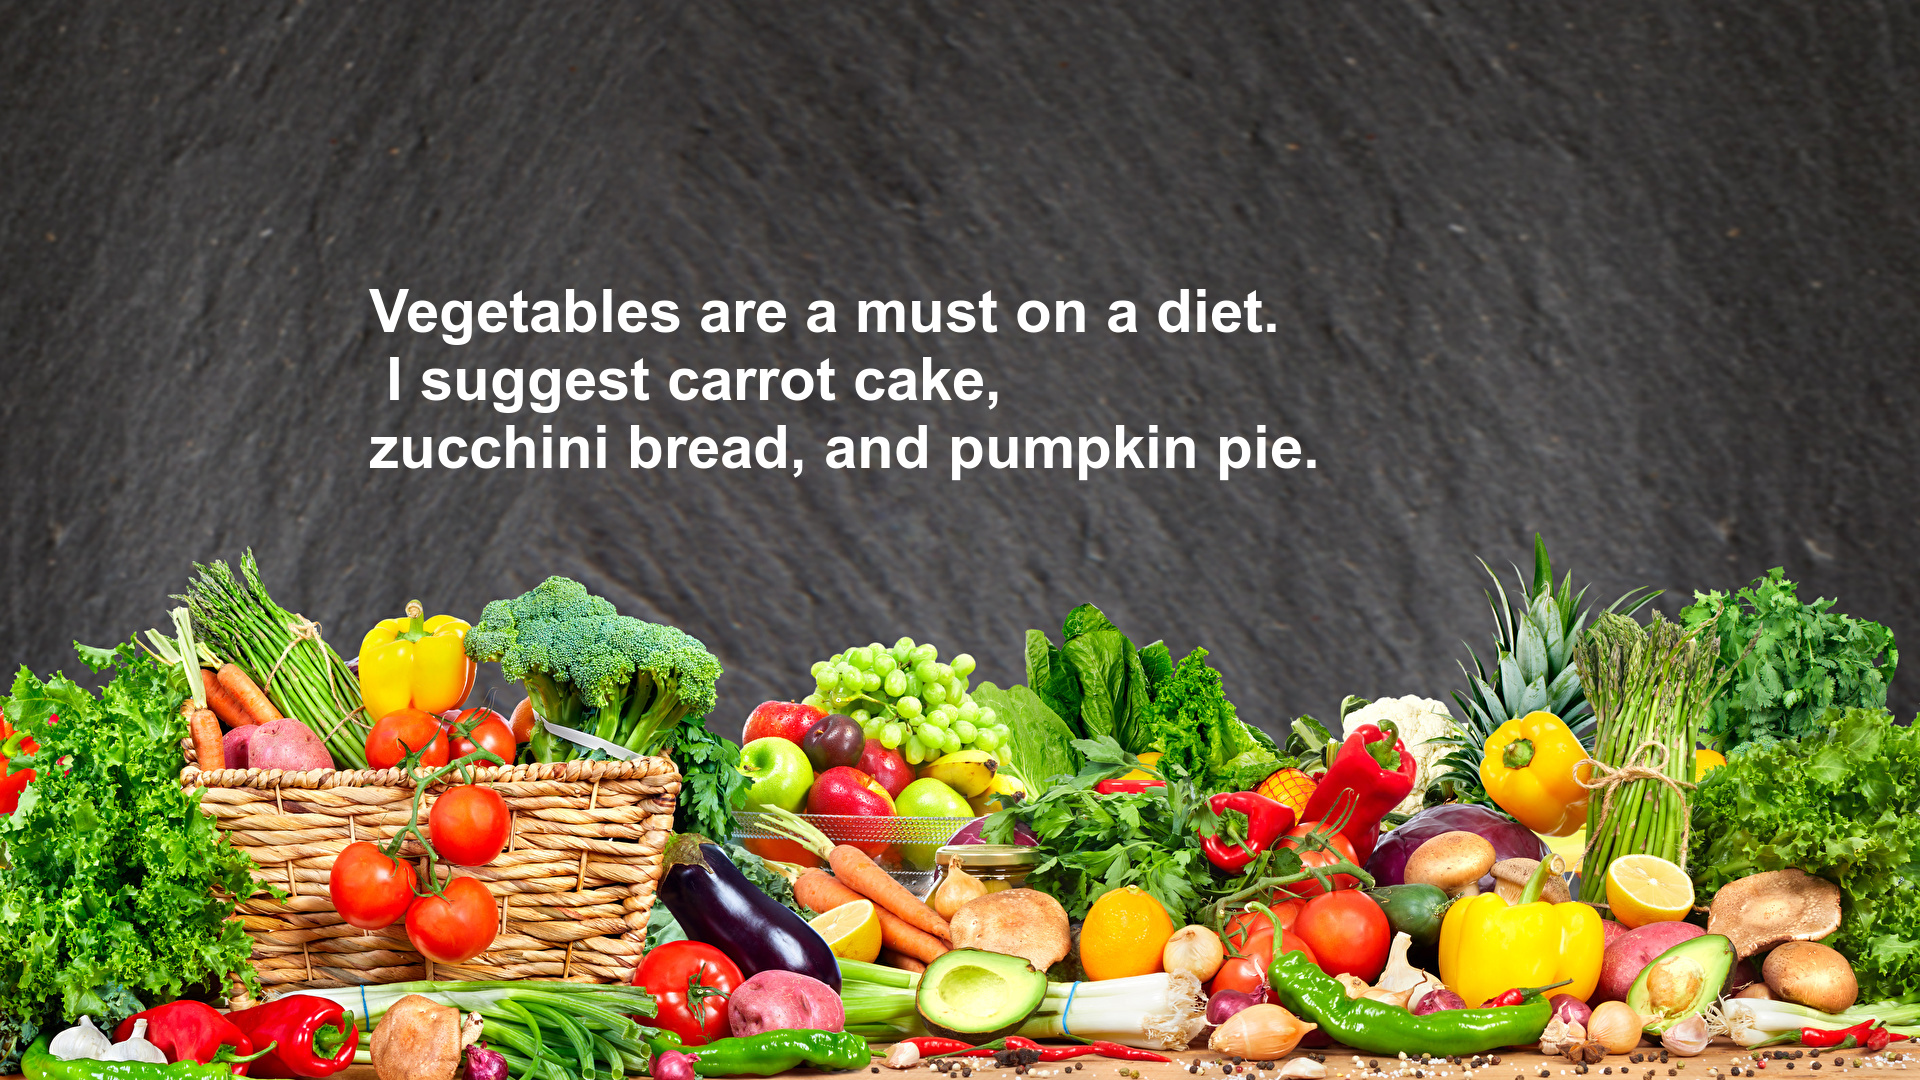 Vegetables are a must on a diet.
I suggest carrot cake,
zucchini bread, and pumpkin pie.